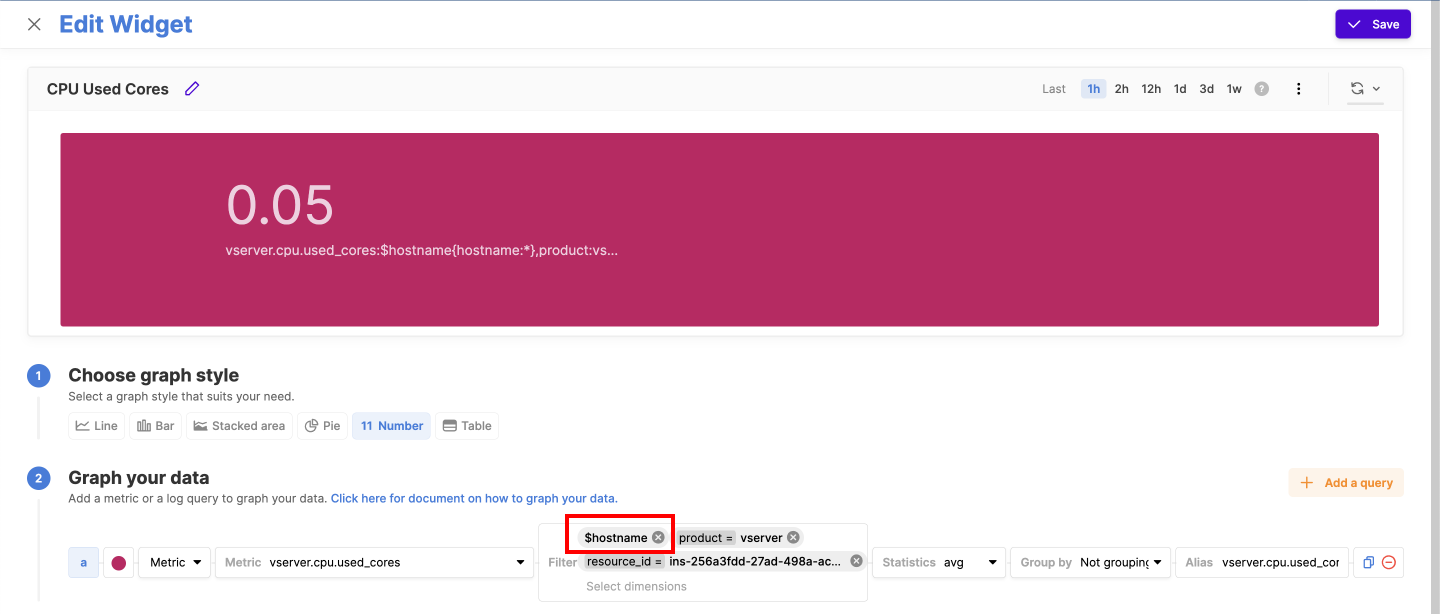 Edit Widget
Save
CPU Used Cores
Last 1h 2h 12h 1d 3d 1w ?
0.05
vserver.cpu.used_cores:$hostname{hostname:*},product:vs...
1 Choose graph style
Select a graph style that suits your need.
Line Bar Stacked area Pie 11 Number Table
2 Graph your data
Add a metric or a log query to graph your data. Click here for document on how to graph your data.
Add a query
$hostname product = vserver
a Metric Metric vserver.cpu.used_cores Filter resource_id = ins-256a3fdd-27ad-498a-ac... Statistics avg Group by Not grouping Alias vserver.cpu.used_cor
Select dimensions